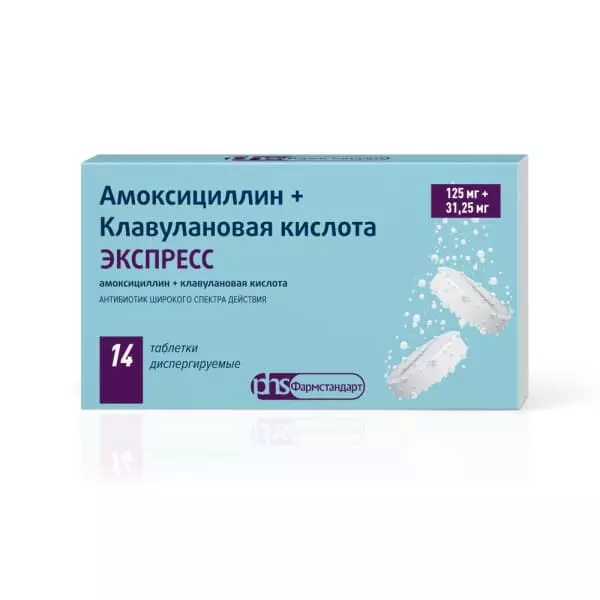 Амоксициллин +
Клавулановая кислота
ЭКСПРЕСС
амоксициллин + клавулановая кислота
АНТИБИОТИК ШИРОКОГО СПЕКТРА ДЕЙСТВИЯ
125 мг +
31,25 мг
14 таблетки
диспергируемые
phs Фармстандарт